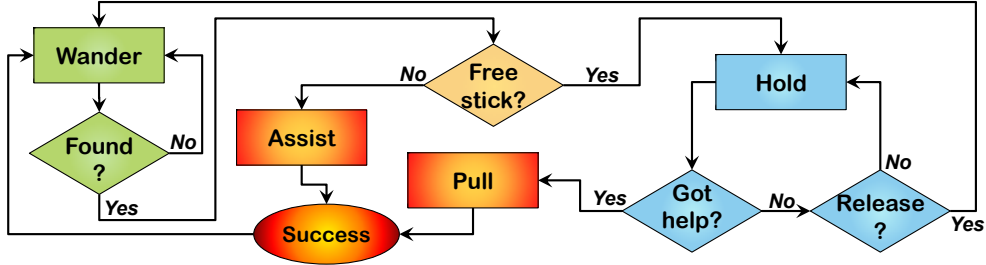 Wander
Found
?
No
Yes
Free
stick?
No
Yes
Assist
Success
Hold
Got
help?
Yes
No
Pull
Release
?
No
Yes